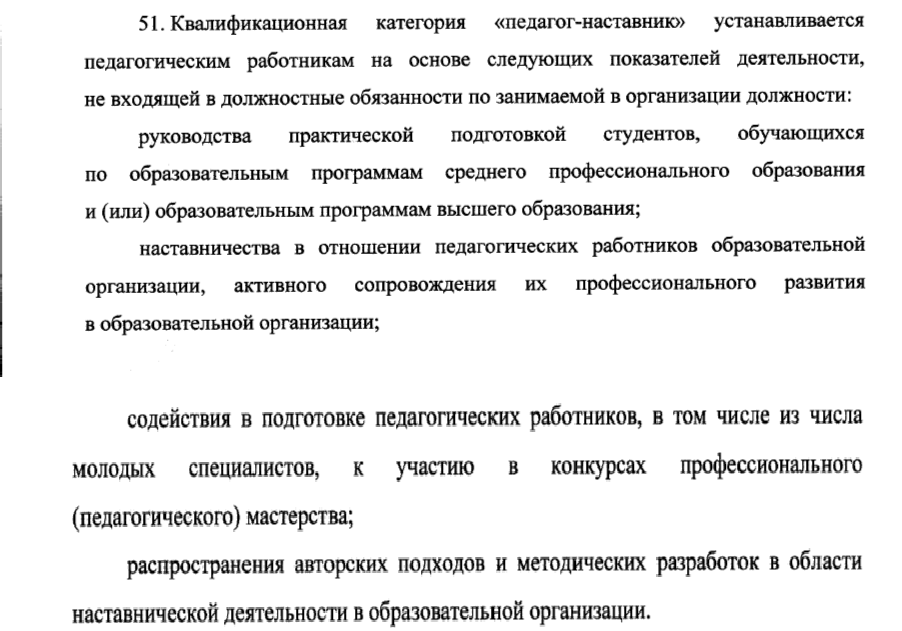 51. Квалификационная категория «педагог-наставник» устанавливается
педагогическим работникам на основе следующих показателей деятельности,
не входящей в должностные обязанности по занимаемой в организации должности:
руководства практической подготовкой студентов, обучающихся
по образовательным программам среднего профессионального образования
и (или) образовательным программам высшего образования;
наставничества в отношении педагогических работников образовательной
организации, активного сопровождения их профессионального развития
в образовательной организации;
содействия в подготовке педагогических работников, в том числе из числа
молодых специалистов, к участию в конкурсах профессионального
(педагогического) мастерства;
распространения авторских подходов и методических разработок в области
наставнической деятельности в образовательной организации.